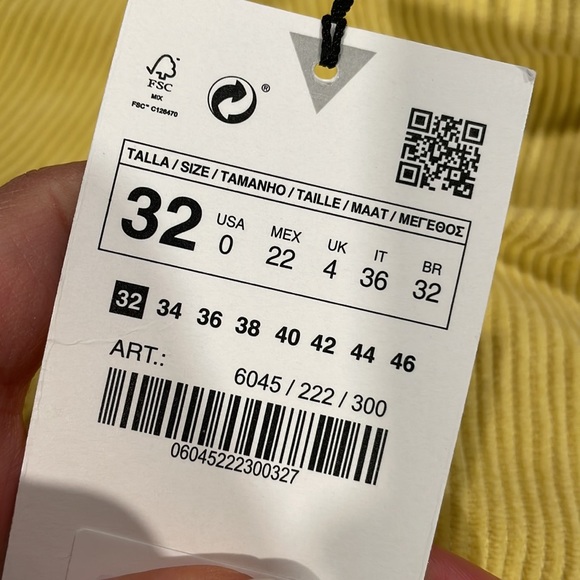 FSC
MIX
FSC™ C126470
®
TALLA / SIZE / TAMANHO / TAILLE / MAAT / ΜΕΓΕΘΟΣ
32
USA MEX UK IT BR
0 22 4 36 32
32 34 36 38 40 42 44 46
ART.:
6045 / 222 / 300
06045222300327